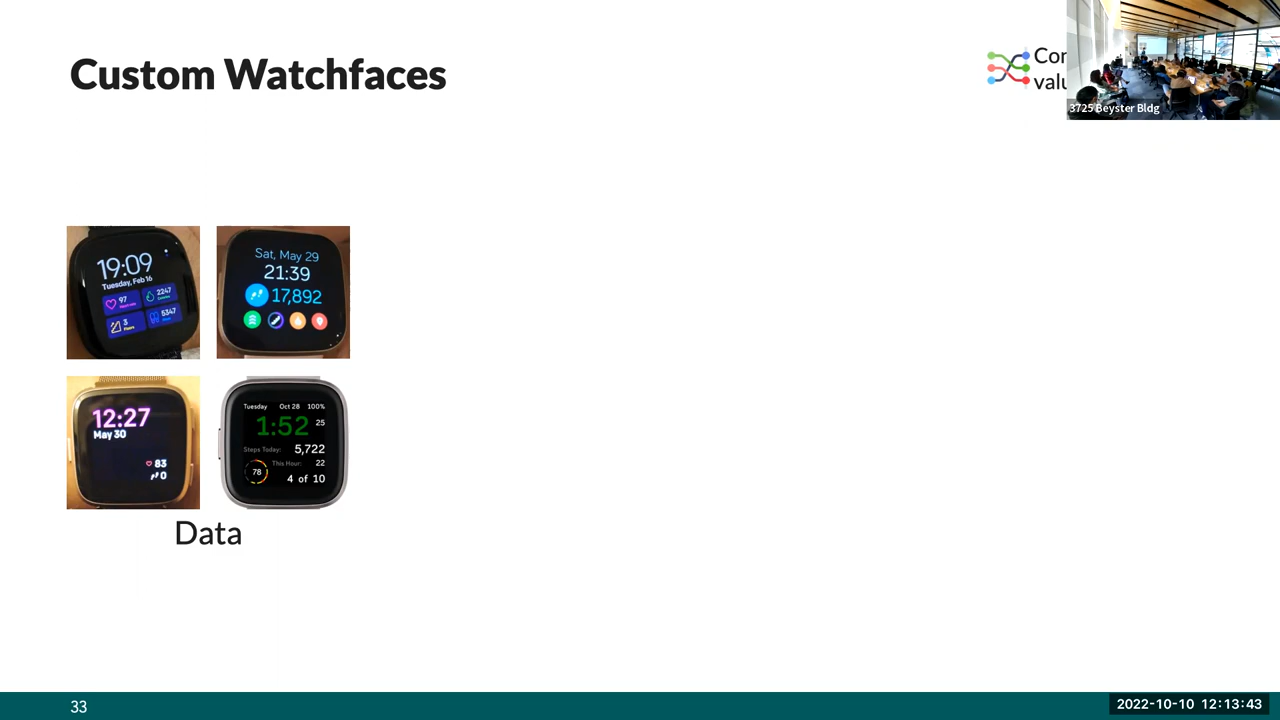 Custom Watchfaces
Cor
valu
3725 Beyster Bldg
19:09
Tuesday, Feb 16
97
2247
3
5347
Sat, May 29
21:39
17,892
12:27
May 30
83
0
Tuesday Oct 28 100%
1:52 25
Steps Today: 5,722
This Hour: 22
78
4 of 10
Data
33
2022-10-10 12:13:43